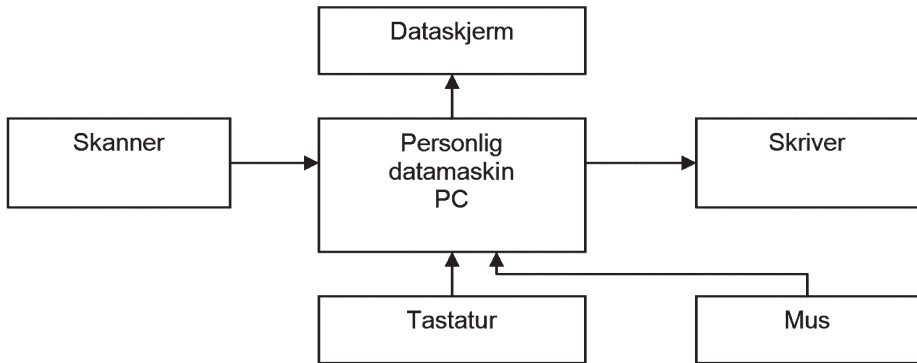 Dataskjerm
Skanner
Personlig
datamaskin
PC
Skriver
Tastatur
Mus